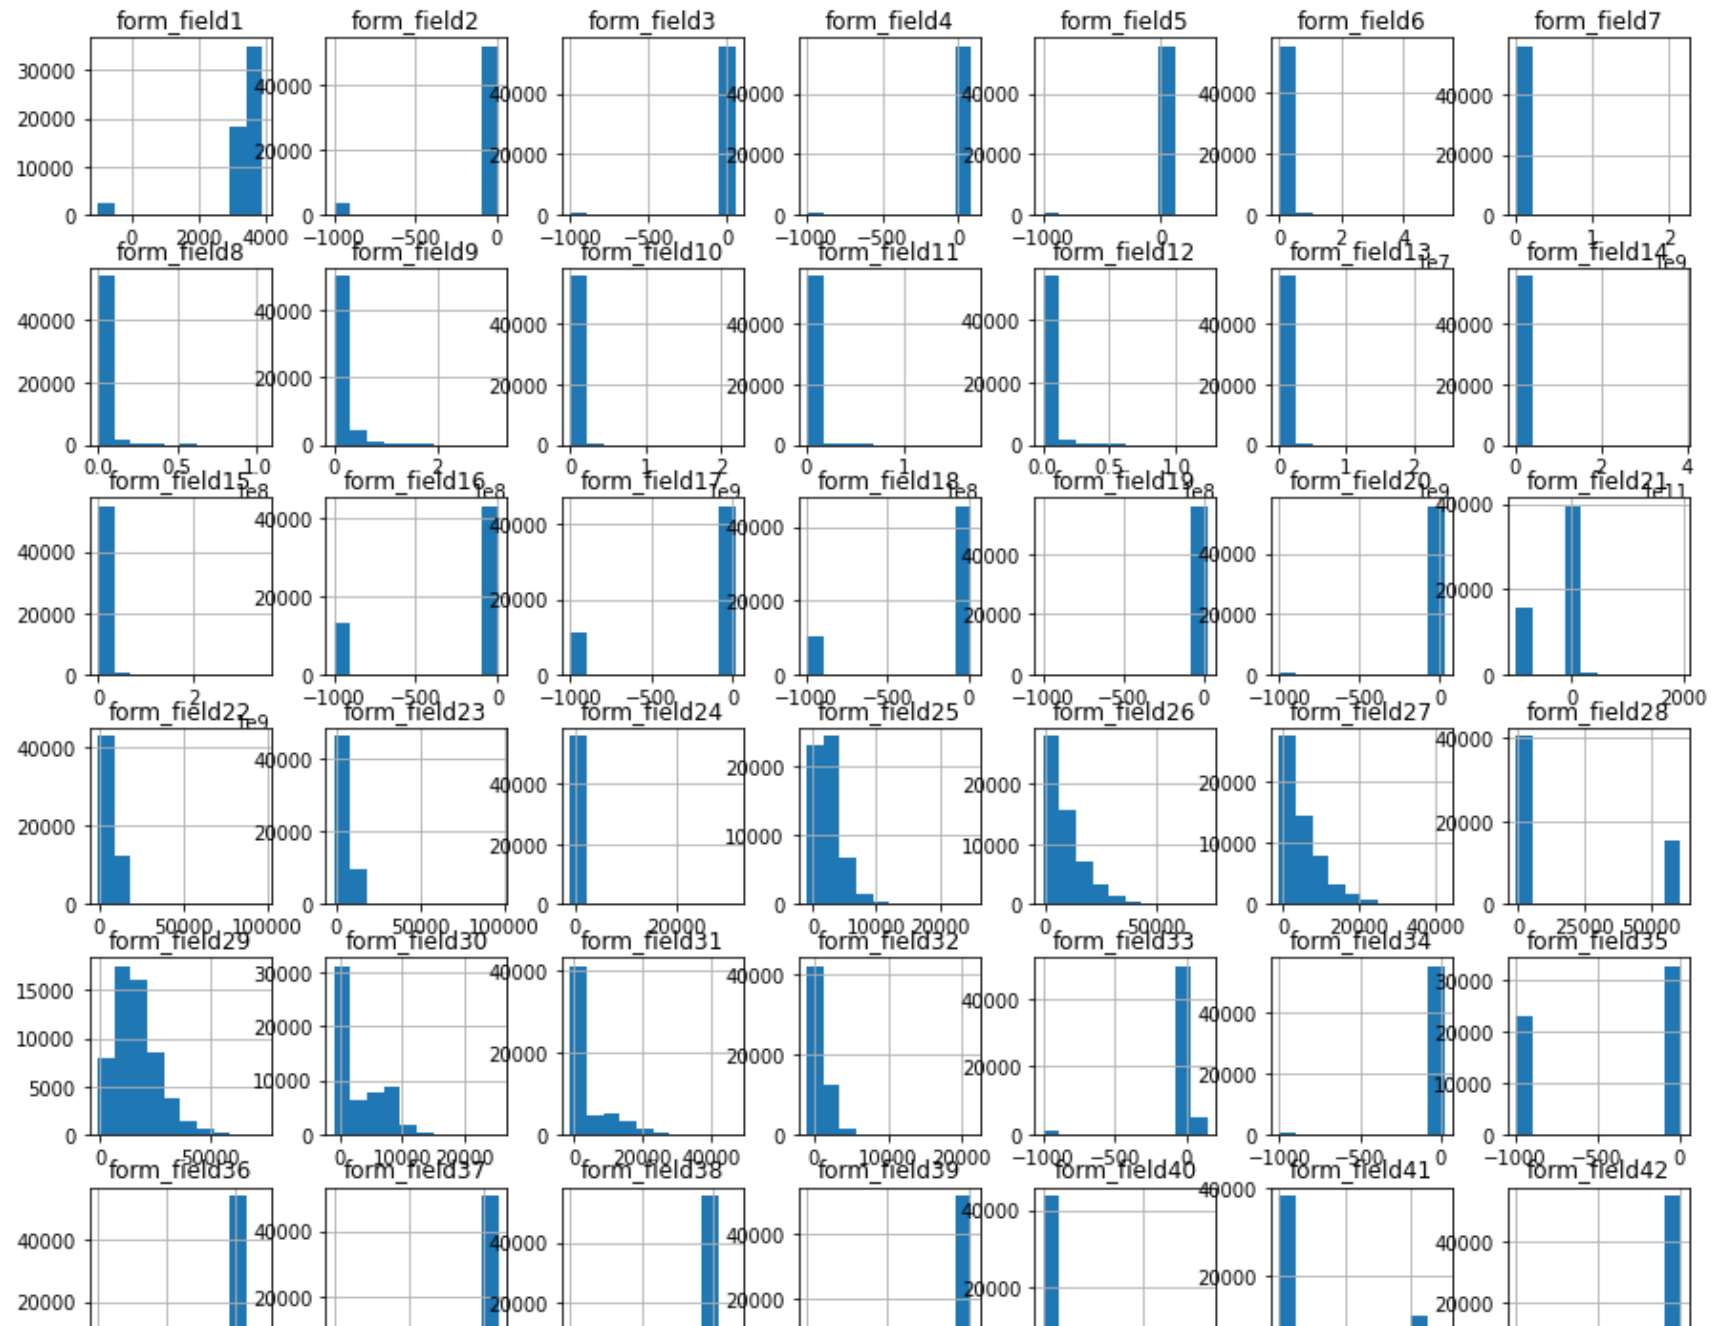 form_field1 form_field2 form_field3 form_field4 form_field5 form_field6 form_field7
30000 40000 40000 40000 40000 40000 40000
20000 20000 20000 20000 20000 20000 20000
10000
0 0 0 0 0 0 0
0 2000 4000 −1000 −500 0 −1000 −500 0 −1000 −500 0 −1000 0 0 2 4 0 1 2
1e7 1e9
form_field8 form_field9 form_field10 form_field11 form_field12 form_field13 form_field14
40000 40000 40000 40000 40000 40000 40000
20000 20000 20000 20000 20000 20000 20000
0 0 0 0 0 0 0
0.0 0.5 1.0 0 2 0 1 2 0 1 0.0 0.5 1.0 0 1 2 0 2 4
1e8 1e8 1e9 1e8 1e8 1e9 1e11
form_field15 form_field16 form_field17 form_field18 form_field19 form_field20 form_field21
40000 40000 40000 40000 40000 40000 40000
20000 20000 20000 20000 20000 20000 20000
0 0 0 0 0 0 0
0 2 −1000 −500 0 −1000 −500 0 −1000 −500 0 −1000 −500 0 −1000 −500 0 0 2000
1e9
form_field22 form_field23 form_field24 form_field25 form_field26 form_field27 form_field28
40000 40000 40000 20000 20000 20000 40000
20000 20000 20000 10000 10000 10000 20000
0 0 0 0 0 0 0
0 50000 100000 0 50000 100000 0 20000 0 10000 20000 0 50000 0 20000 40000 0 25000 50000
form_field29 form_field30 form_field31 form_field32 form_field33 form_field34 form_field35
15000 30000 40000 40000 40000 40000 30000
10000 20000 20000 20000 20000 20000 20000
5000 10000 10000
0 0 0 0 0 0 0
0 50000 0 10000 20000 0 20000 40000 0 10000 20000 −1000 −500 0 −1000 −500 0 −1000 −500 0
form_field36 form_field37 form_field38 form_field39 form_field40 form_field41 form_field42
40000 40000 40000 40000 40000 40000 40000
20000 20000 20000 20000 20000 20000 20000